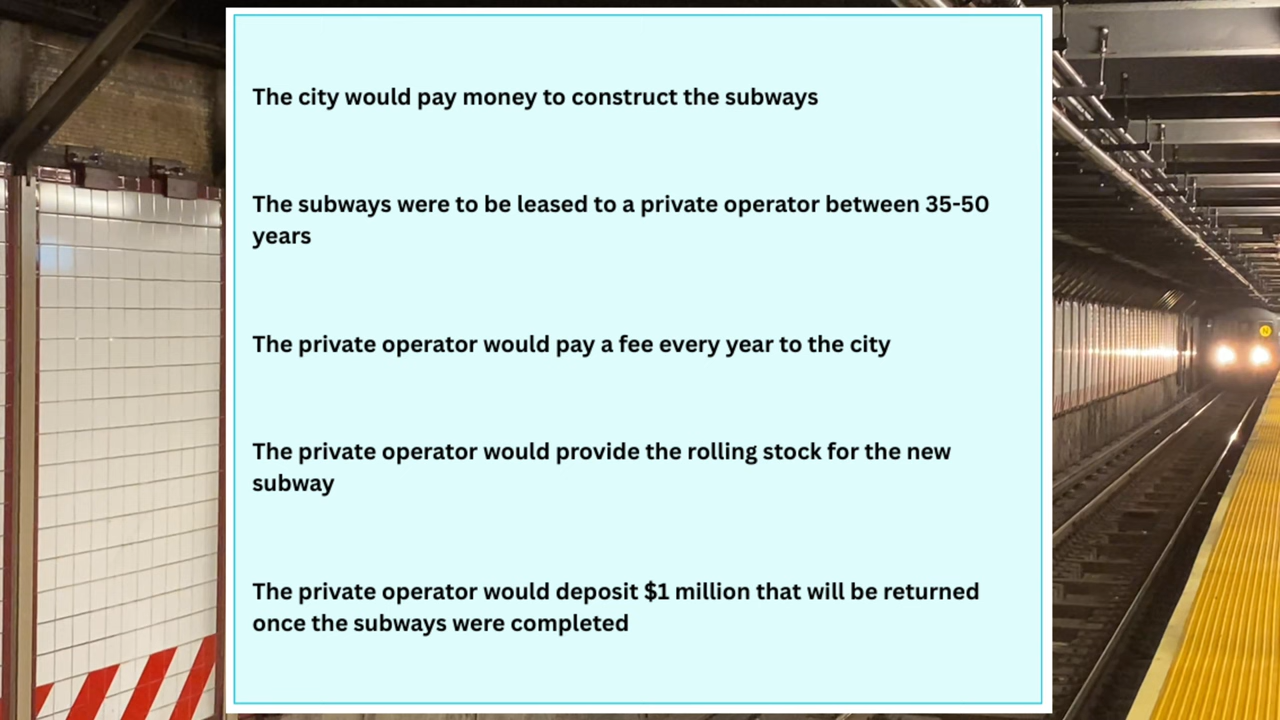 The city would pay money to construct the subways
The subways were to be leased to a private operator between 35-50
years
The private operator would pay a fee every year to the city
The private operator would provide the rolling stock for the new
subway
The private operator would deposit $1 million that will be returned
once the subways were completed